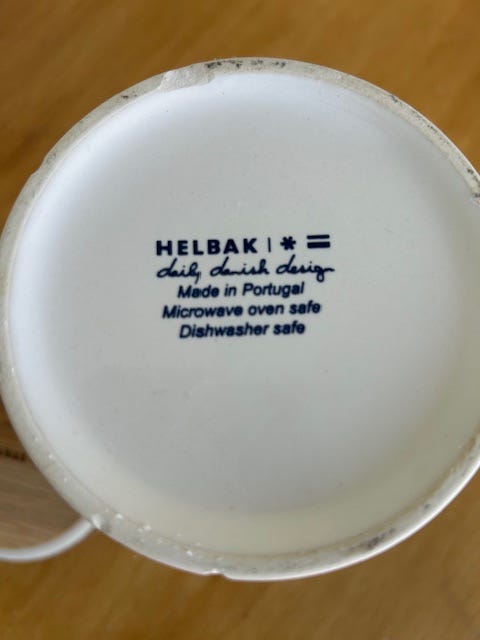 HELBAK | * =
daily danish design
Made in Portugal
Microwave oven safe
Dishwasher safe